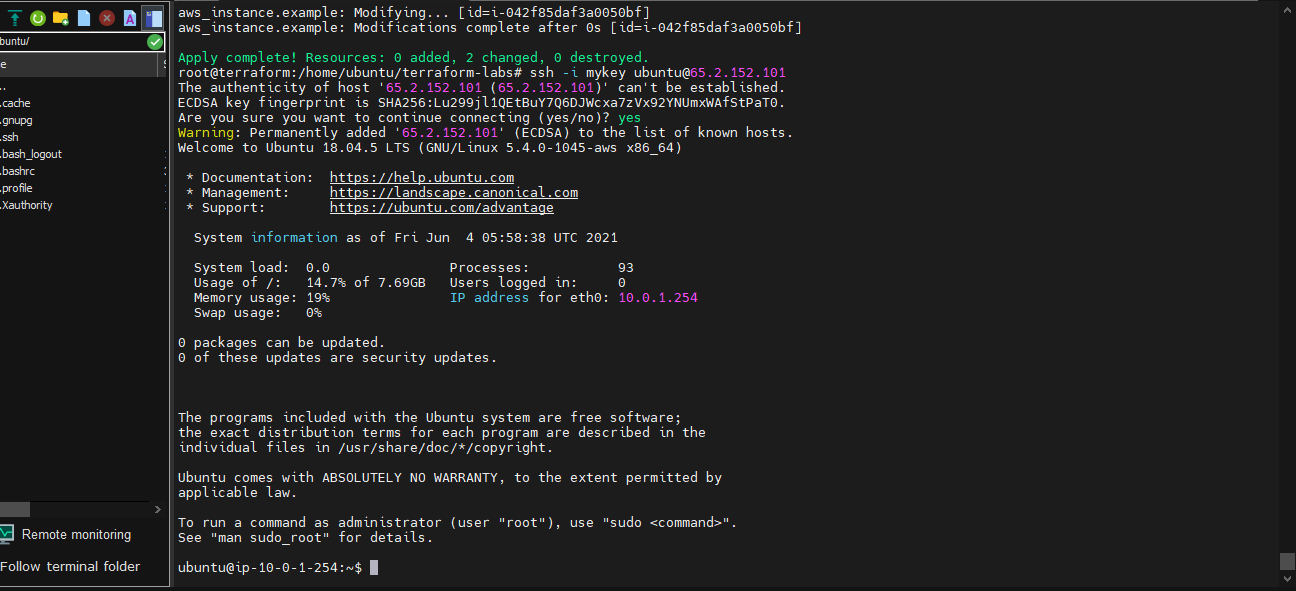 buntu/
e
..
.cache
.gnupg
.ssh
.bash_logout
.bashrc
.profile
.Xauthority
Remote monitoring
Follow terminal folder
aws_instance.example: Modifying... [id=i-042f85daf3a0050bf]
aws_instance.example: Modifications complete after 0s [id=i-042f85daf3a0050bf]
Apply complete! Resources: 0 added, 2 changed, 0 destroyed.
root@terraform:/home/ubuntu/terraform-labs# ssh -i mykey ubuntu@65.2.152.101
The authenticity of host '65.2.152.101 (65.2.152.101)' can't be established.
ECDSA key fingerprint is SHA256:Lu299jl1QEtBuY7Q6DJWcxa7zVx92YNUmxWAfStPaT0.
Are you sure you want to continue connecting (yes/no)? yes
Warning: Permanently added '65.2.152.101' (ECDSA) to the list of known hosts.
Welcome to Ubuntu 18.04.5 LTS (GNU/Linux 5.4.0-1045-aws x86_64)
* Documentation:  https://help.ubuntu.com
* Management:     https://landscape.canonical.com
* Support:        https://ubuntu.com/advantage
System information as of Fri Jun  4 05:58:38 UTC 2021
System load:  0.0               Processes:           93
Usage of /:   14.7% of 7.69GB   Users logged in:     0
Memory usage: 19%               IP address for eth0: 10.0.1.254
Swap usage:   0%
0 packages can be updated.
0 of these updates are security updates.
The programs included with the Ubuntu system are free software;
the exact distribution terms for each program are described in the
individual files in /usr/share/doc/*/copyright.
Ubuntu comes with ABSOLUTELY NO WARRANTY, to the extent permitted by
applicable law.
To run a command as administrator (user "root"), use "sudo <command>".
See "man sudo_root" for details.
ubuntu@ip-10-0-1-254:~$